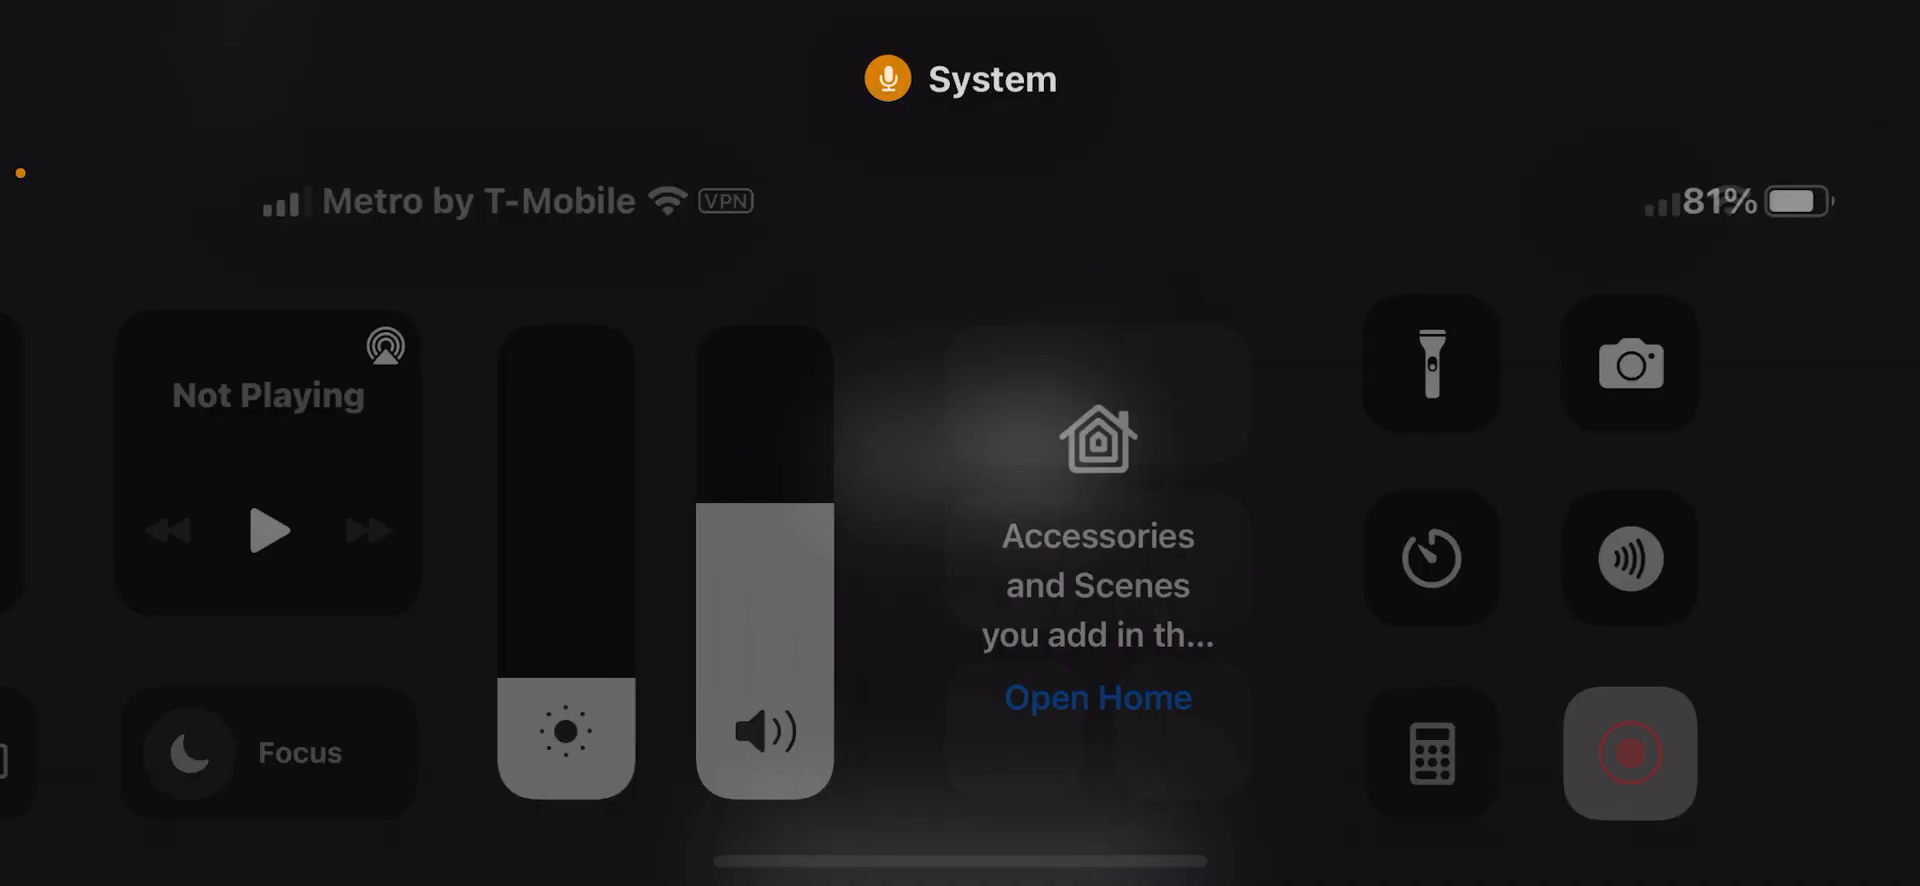 System
Metro by T-Mobile VPN
81%
Not Playing
Accessories
and Scenes
you add in th...
Open Home
Focus